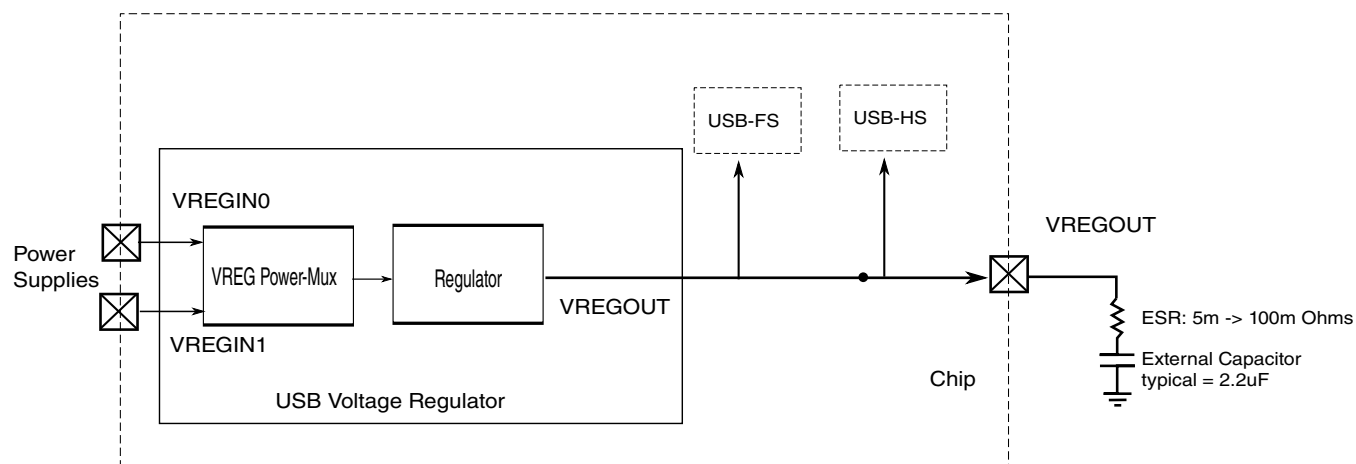 USB-FS
USB-HS
VREGIN0
VREGOUT
Power
Supplies
VREG Power-Mux
Regulator
VREGOUT
VREGIN1
ESR: 5m -> 100m Ohms
External Capacitor
typical = 2.2uF
Chip
USB Voltage Regulator